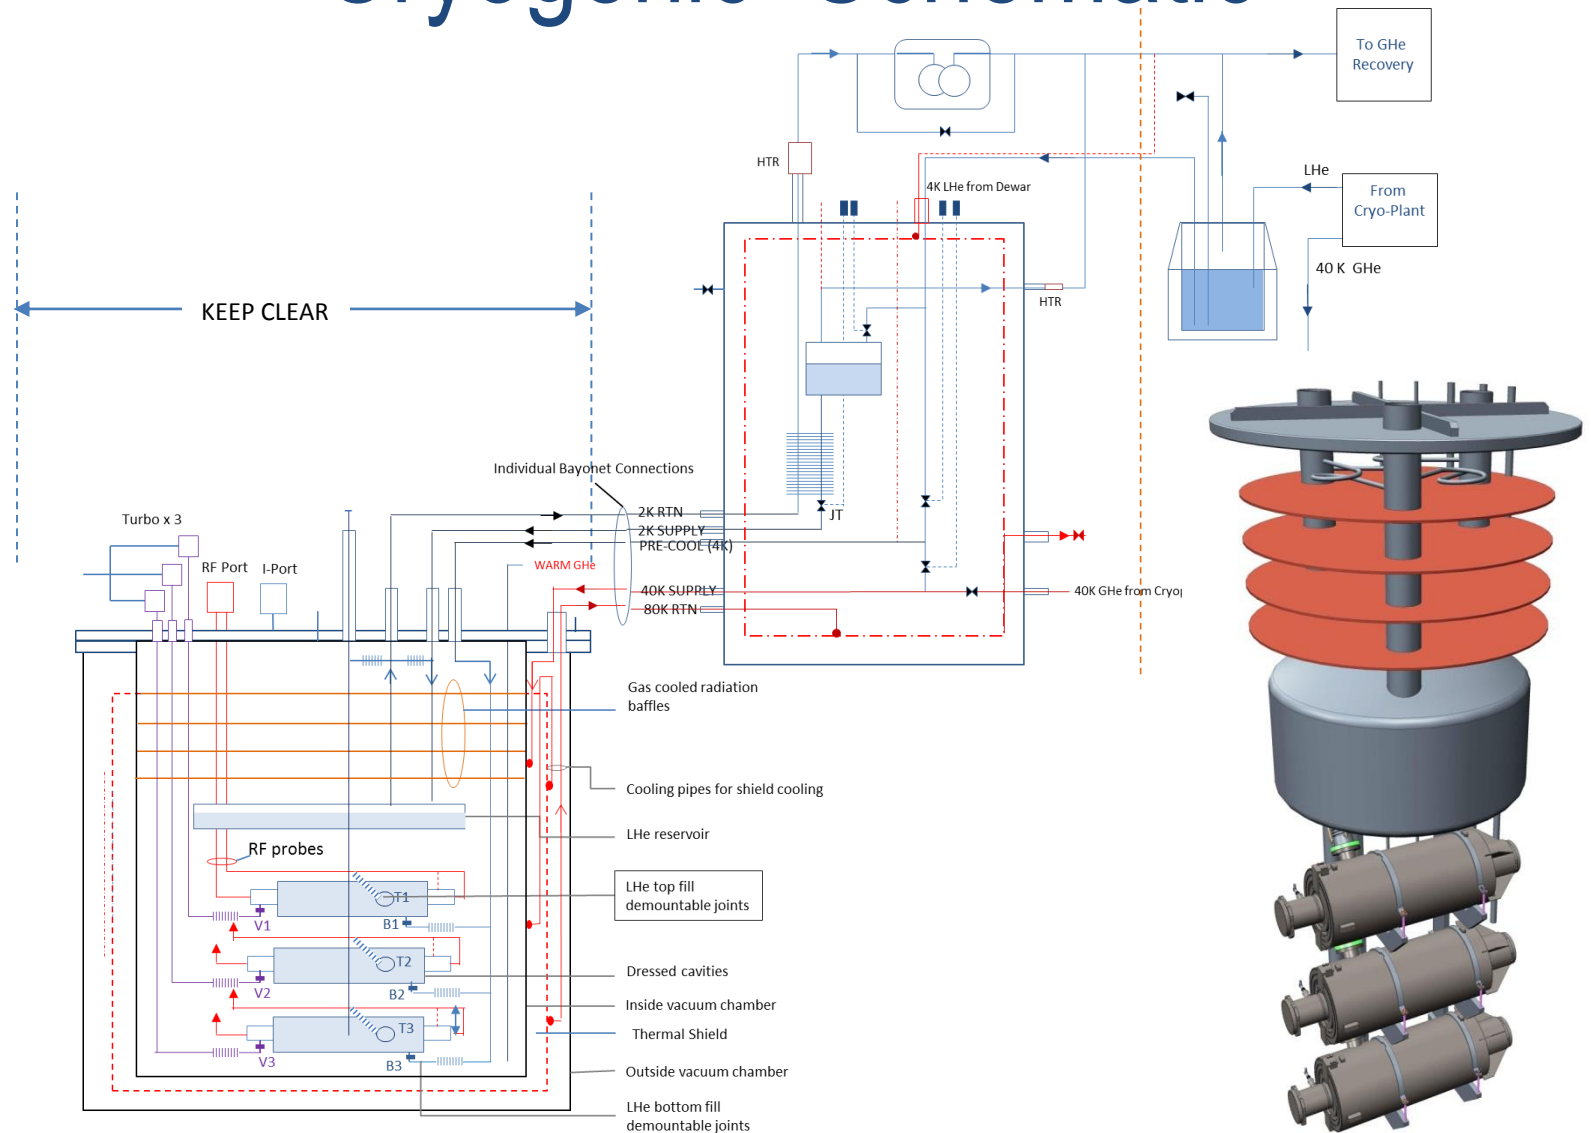 Cryogenic Schematic
To GHe
Recovery
HTR
LHe
4K LHe from Dewar
From
Cryo-Plant
40 K GHe
HTR
KEEP CLEAR
Individual Bayonet Connections
2K RTN
JT
Turbo x 3
2K SUPPLY
PRE-COOL (4K)
RF Port
I-Port
WARM GHe
40K SUPPLY
40K GHe from Cryo
80K RTN
Gas cooled radiation
baffles
Cooling pipes for shield cooling
LHe reservoir
RF probes
LHe top fill
demountable joints
T1
V1
B1
T2
Dressed cavities
V2
B2
Inside vacuum chamber
T3
Thermal Shield
V3
B3
Outside vacuum chamber
LHe bottom fill
demountable joints